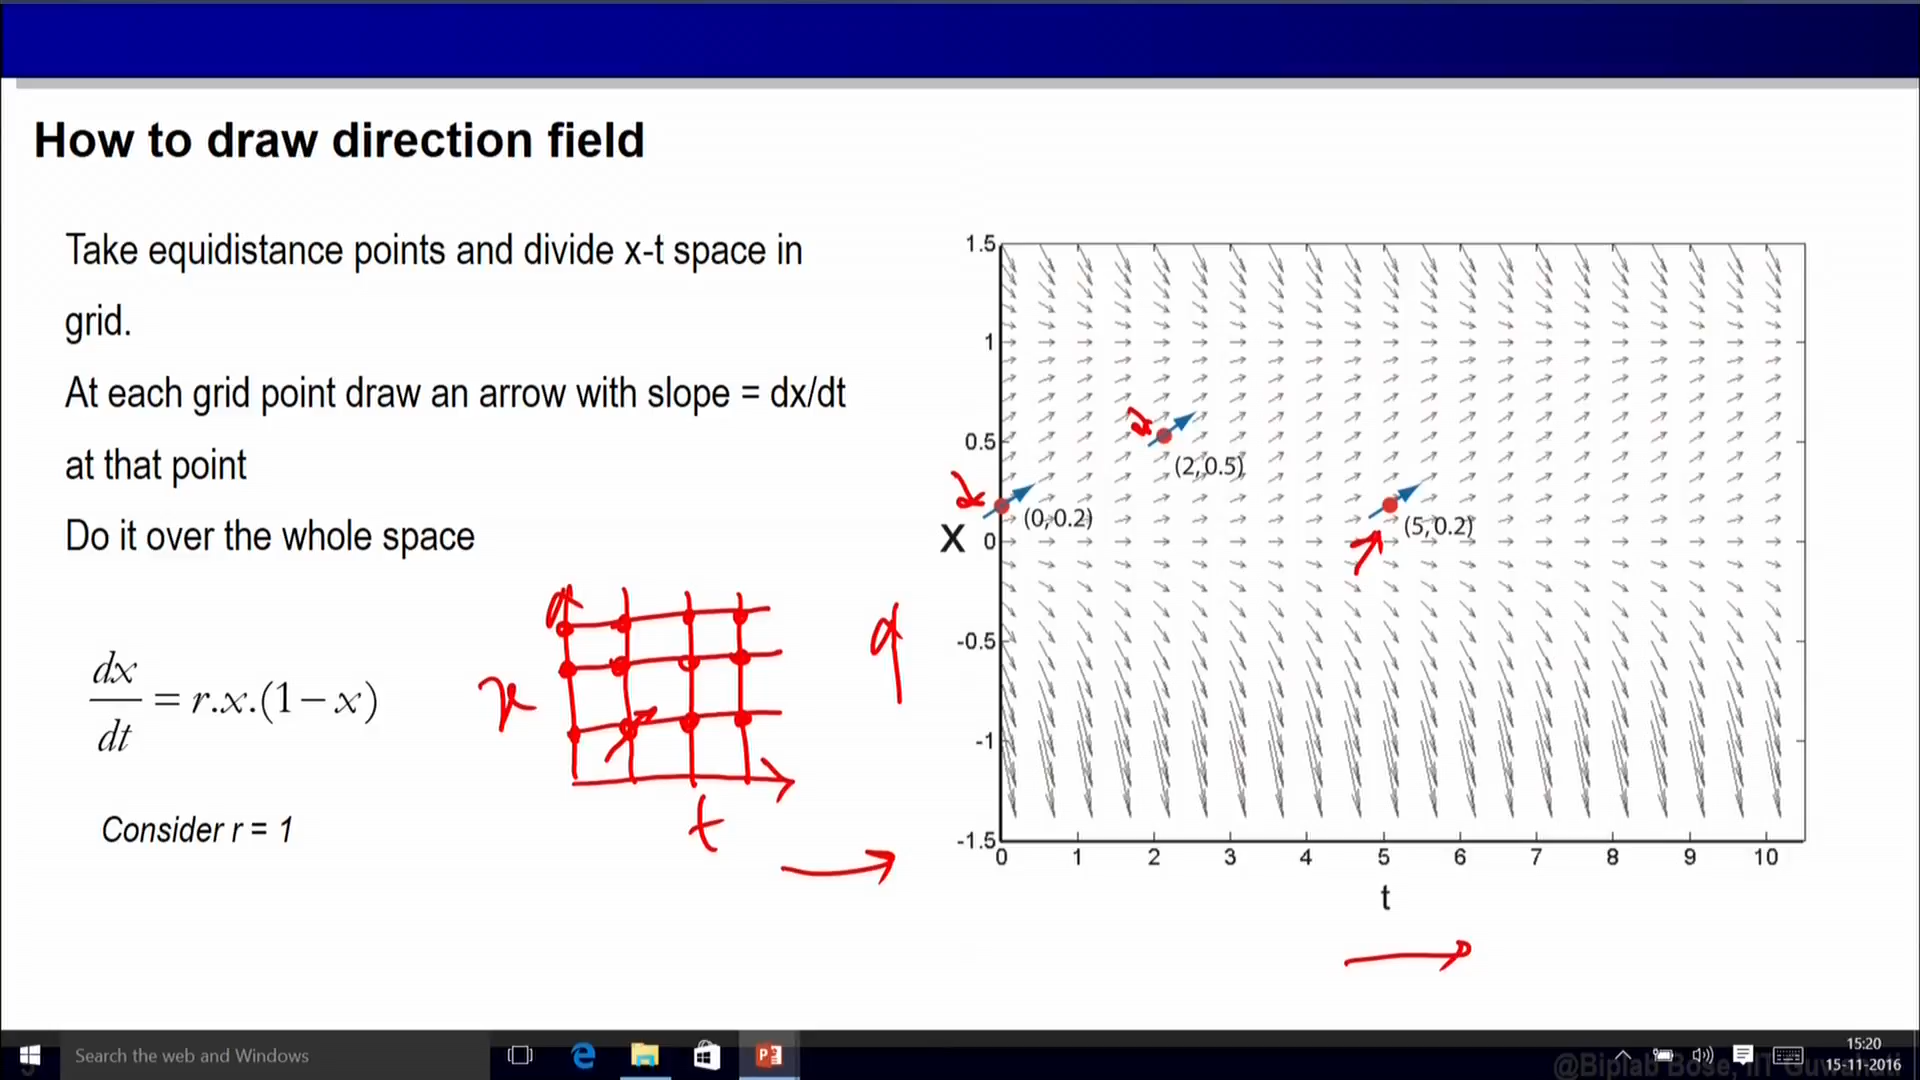 How to draw direction field
Take equidistance points and divide x-t space in
grid.
At each grid point draw an arrow with slope = dx/dt
at that point
Do it over the whole space
dx
dt
= r.x.(1−x)
Consider r = 1
x
t
1.5
1
0.5
0
-0.5
-1
-1.5
X
(2,0.5)
(0,0.2)
(5,0.2)
0 1 2 3 4 5 6 7 8 9 10
t
Search the web and Windows
15:20
15-11-2016
@Biplab Bose, IIT Guwahati